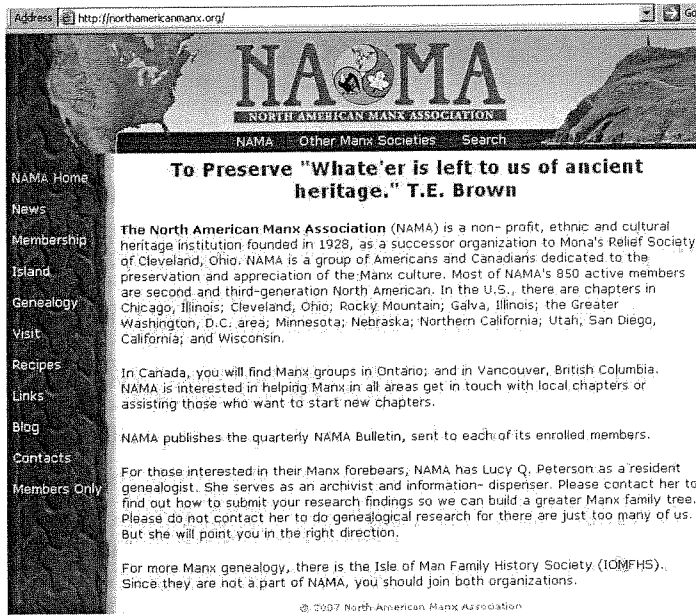 Address http://northamericanmanx.org/ Go
NAMA
NORTH AMERICAN MANX ASSOCIATION
NAMA Other Manx Societies Search
NAMA Home
News
Membership
Island
Genealogy
Visit
Recipes
Links
Blog
Contacts
Members Only
To Preserve "Whate'er is left to us of ancient
heritage." T.E. Brown
The North American Manx Association (NAMA) is a non- profit, ethnic and cultural
heritage institution founded in 1928, as a successor organization to Mona's Relief Society
of Cleveland, Ohio. NAMA is a group of Americans and Canadians dedicated to the
preservation and appreciation of the Manx culture. Most of NAMA's 850 active members
are second and third-generation North American. In the U.S., there are chapters in
Chicago, Illinois; Cleveland, Ohio; Rocky Mountain; Galva, Illinois; the Greater
Washington, D.C. area; Minnesota; Nebraska; Northern California; Utah, San Diego,
California; and Wisconsin.
In Canada, you will find Manx groups in Ontario; and in Vancouver, British Columbia.
NAMA is interested in helping Manx in all areas get in touch with local chapters or
assisting those who want to start new chapters.
NAMA publishes the quarterly NAMA Bulletin, sent to each of its enrolled members.
For those interested in their Manx forebears, NAMA has Lucy Q. Peterson as a resident
genealogist. She serves as an archivist and information- dispenser. Please contact her to
find out how to submit your research findings so we can build a greater Manx family tree.
Please do not contact her to do genealogical research for there are just too many of us.
But she will point you in the right direction.
For more Manx genealogy, there is the Isle of Man Family History Society (IOMFHS).
Since they are not a part of NAMA, you should join both organizations.
© 2007 North American Manx Association